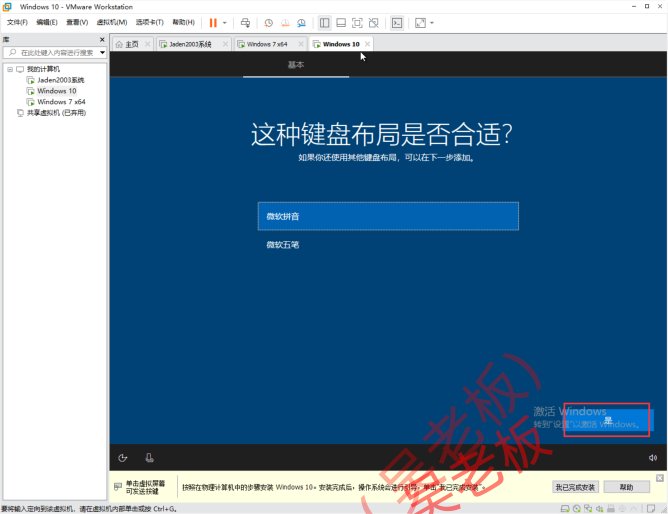 Windows 10 - VMware Workstation
文件(F) 编辑(E) 查看(V) 虚拟机(M) 选项卡(T) 帮助(H)
库
在此处键入内容进行搜索
主页 Jaden2003系统 Windows 7 x64 Windows 10
我的计算机
Jaden2003系统
Windows 10
Windows 7 x64
共享虚拟机 (已弃用)
基本
这种键盘布局是否合适?
如果你还使用其他键盘布局，可以在下一步添加。
微软拼音
微软五笔
激活 Windows
转到"设置"以激活 Windows。
是
吴老板)
(吴老板
单击虚拟屏幕
可发送按键
按照在物理计算机中的步骤安装 Windows 10。安装完成后，操作系统会进行引导，单击"我已完成安装"。
我已完成安装 帮助
要将输入定向到该虚拟机，请在虚拟机内部单击或按 Ctrl+G。